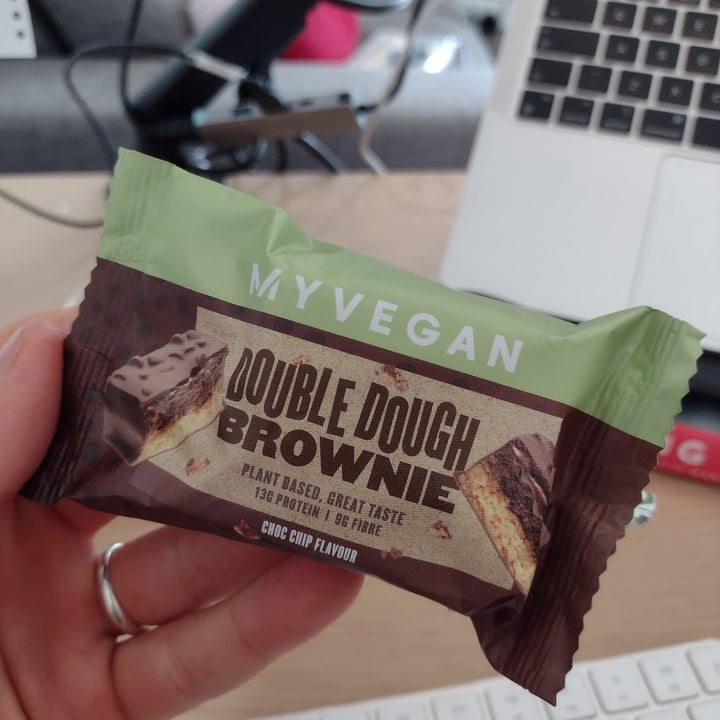 MYVEGAN
DOUBLE DOUGH
BROWNIE
PLANT BASED, GREAT TASTE
13G PROTEIN | 9G FIBRE
CHOC CHIP FLAVOUR